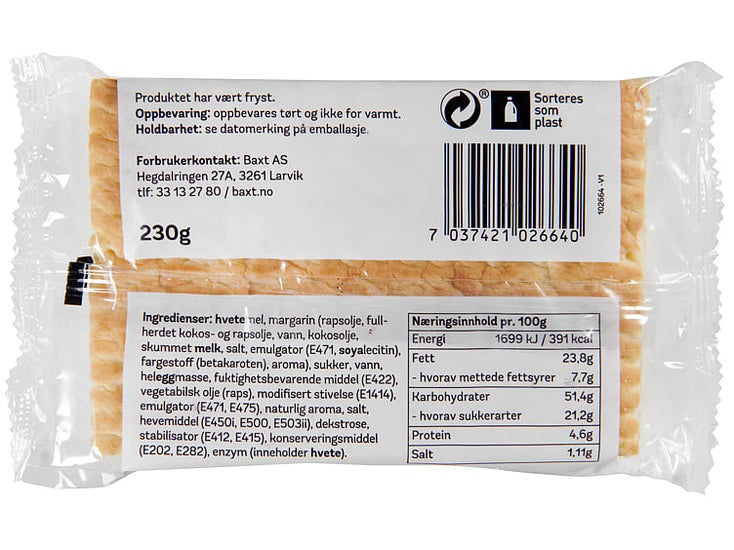 Produktet har vært fryst.
Oppbevaring: oppbevares tørt og ikke for varmt.
Holdbarhet: se datomerking på emballasje.
Forbrukerkontakt: Baxt AS
Hegdalringen 27A, 3261 Larvik
tlf: 33 13 27 80 / baxt.no
230g
®
Sorteres
som
plast
102664-V1
7 037421 026640
Ingredienser: hvetemel, margarin (rapsolje, full-
herdet kokos- og rapsolje, vann, kokosolje,
skummet melk, salt, emulgator (E471, soyalecitin),
fargestoff (betakaroten), aroma), sukker, vann,
heleggmasse, fuktighetsbevarende middel (E422),
vegetabilsk olje (raps), modifisert stivelse (E1414),
emulgator (E471, E475), naturlig aroma, salt,
hevemiddel (E450i, E500, E503ii), dekstrose,
stabilisator (E412, E415), konserveringsmiddel
(E202, E282), enzym (inneholder hvete).
Næringsinnhold pr. 100g
Energi 1699 kJ / 391 kcal
Fett 23,8g
- hvorav mettede fettsyrer 7,7g
Karbohydrater 51,4g
- hvorav sukkerarter 21,2g
Protein 4,6g
Salt 1,11g